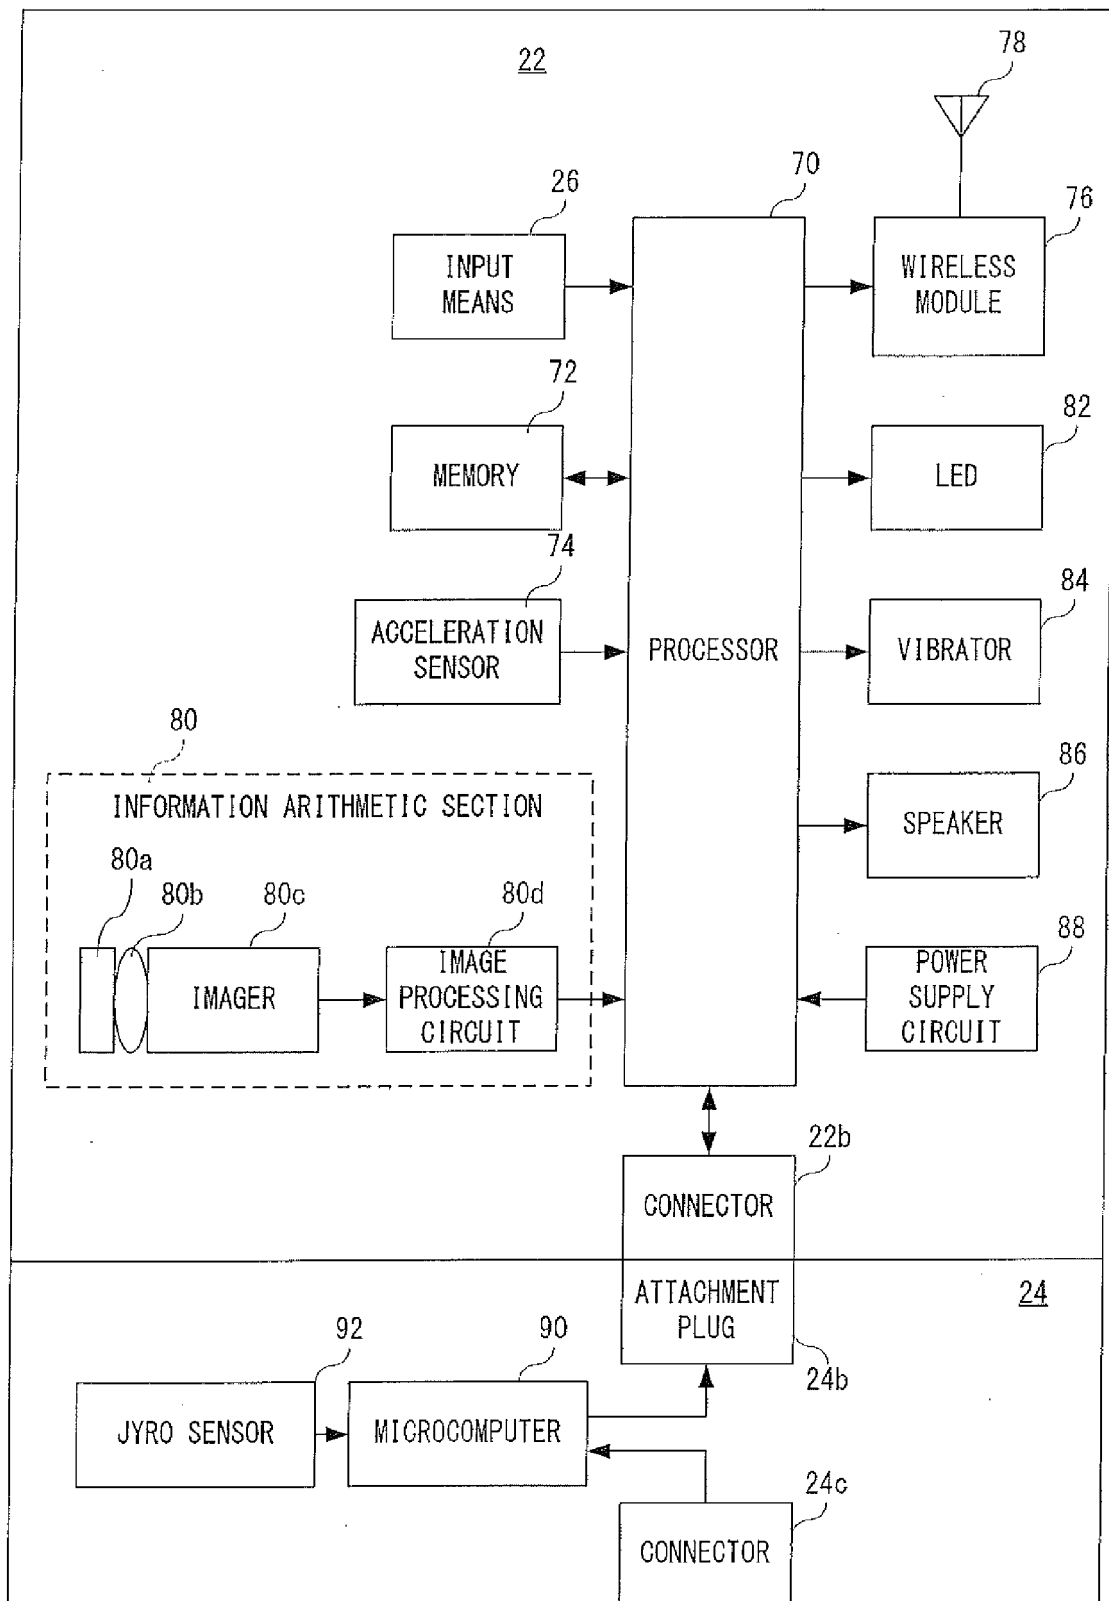 22
78
26
70
76
INPUT
MEANS
WIRELESS
MODULE
72
82
MEMORY
LED
74
84
ACCELERATION
SENSOR
PROCESSOR
VIBRATOR
80
86
INFORMATION ARITHMETIC SECTION
SPEAKER
80a
80b
80c
80d
88
IMAGER
IMAGE
PROCESSING
CIRCUIT
POWER
SUPPLY
CIRCUIT
22b
CONNECTOR
24
ATTACHMENT
PLUG
92
90
24b
JYRO SENSOR
MICROCOMPUTER
24c
CONNECTOR